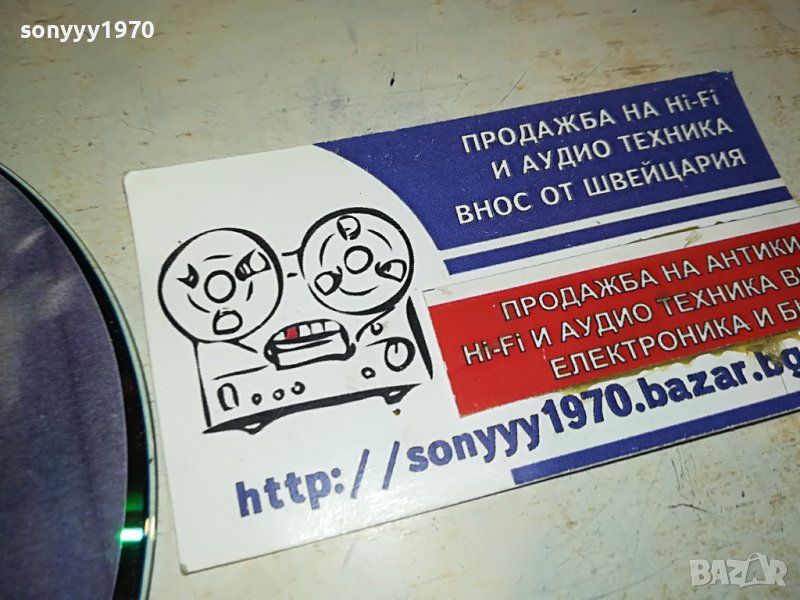 sonyyy1970
ПРОДАЖБА НА Hi-Fi
И АУДИО ТЕХНИКА
ВНОС ОТ ШВЕЙЦАРИЯ
ПРОДАЖБА НА АНТИКИ
Hi-Fi И АУДИО ТЕХНИКА
ЕЛЕКТРОНИКА И
http://sonyyy1970.bazar.bg
BAZAR